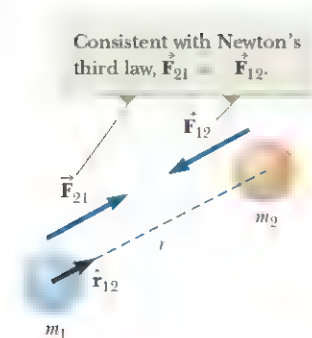 Consistent with Newton's
third law, F⃗₂₁ = F⃗₁₂.
F⃗₁₂
F⃗₂₁
r
r̂₁₂
m₂
m₁